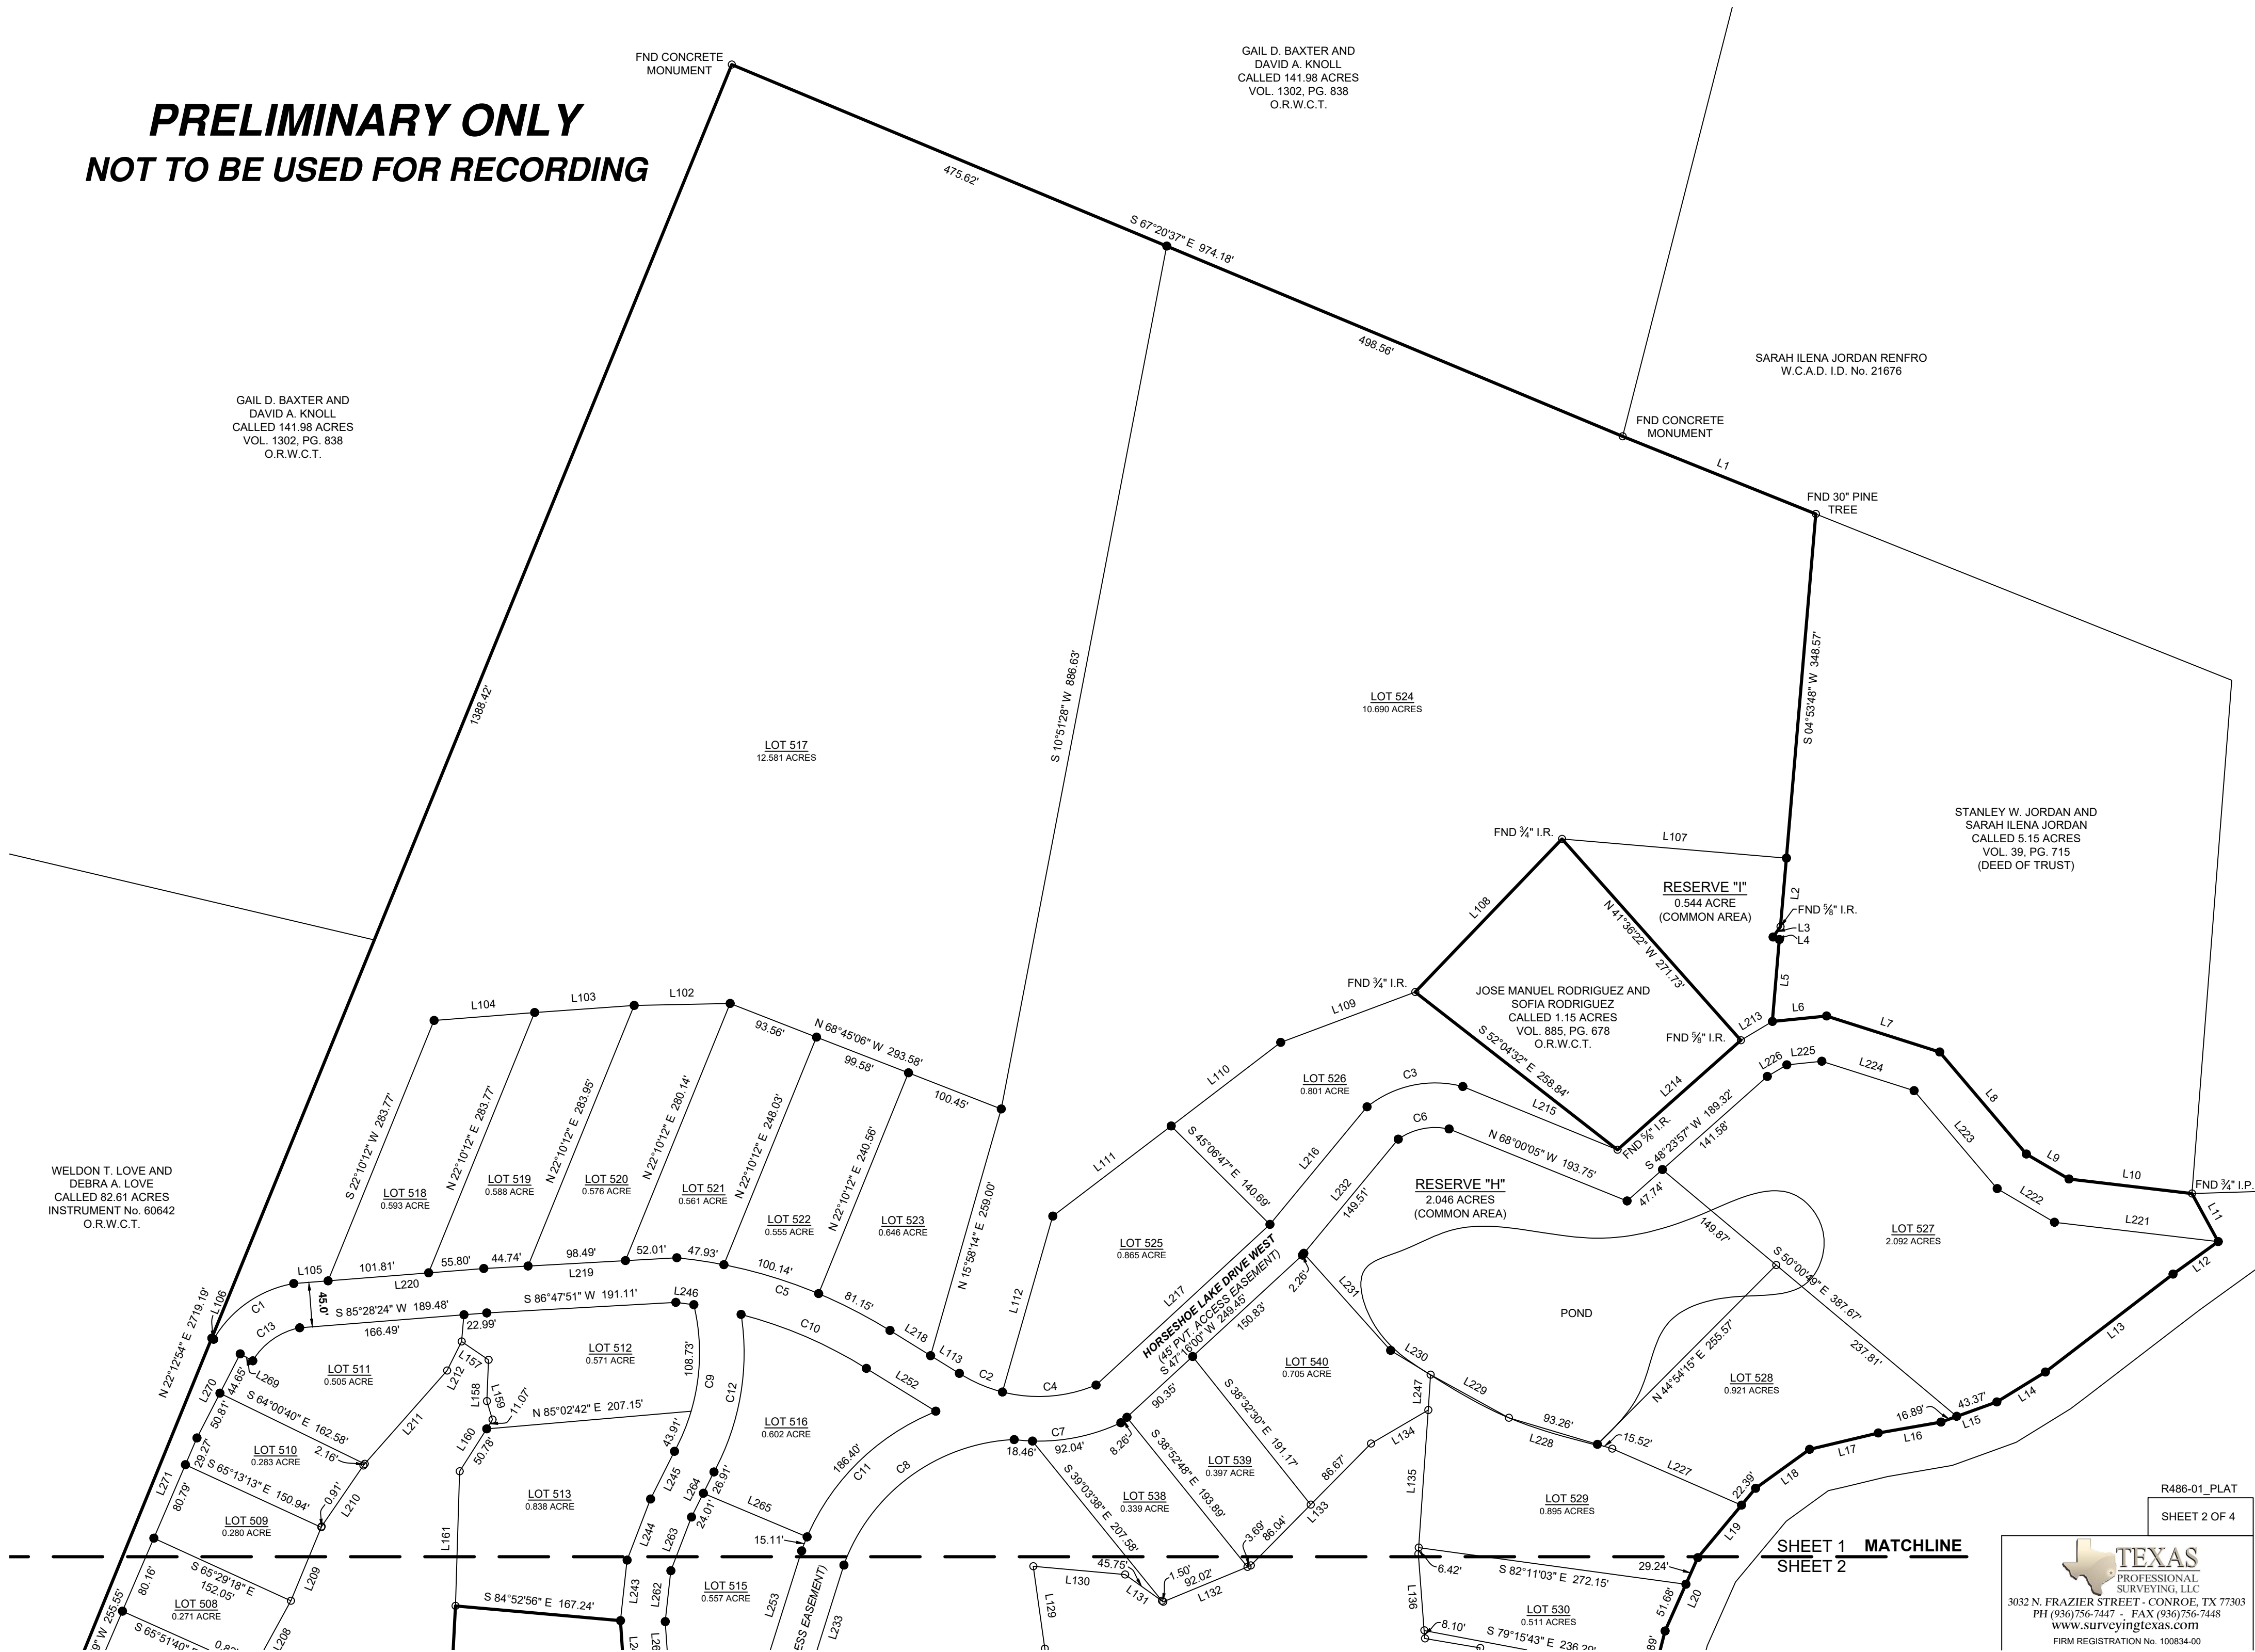 PRELIMINARY ONLY
NOT TO BE USED FOR RECORDING
FND CONCRETE
MONUMENT
GAIL D. BAXTER AND
DAVID A. KNOLL
CALLED 141.98 ACRES
VOL. 1302, PG. 838
O.R.W.C.T.
475.62'
S 67°20'37" E 974.18'
498.56'
SARAH ILENA JORDAN RENFRO
W.C.A.D. I.D. No. 21676
FND CONCRETE
MONUMENT
L1
FND 30" PINE
TREE
GAIL D. BAXTER AND
DAVID A. KNOLL
CALLED 141.98 ACRES
VOL. 1302, PG. 838
O.R.W.C.T.
1388.42'
S 10°51'28" W 886.63'
S 04°53'48" W 348.57'
LOT 524
10.690 ACRES
LOT 517
12.581 ACRES
STANLEY W. JORDAN AND
SARAH ILENA JORDAN
CALLED 5.15 ACRES
VOL. 39, PG. 715
(DEED OF TRUST)
FND ¾" I.R.
L107
L108
RESERVE "I"
0.544 ACRE
(COMMON AREA)
L2
FND ⅝" I.R.
L3
L4
L5
N 41°36'22" W 271.73'
FND ¾" I.R.
JOSE MANUEL RODRIGUEZ AND
SOFIA RODRIGUEZ
CALLED 1.15 ACRES
VOL. 885, PG. 678
O.R.W.C.T.
S 52°04'32" E 258.84'
FND ⅝" I.R.
L213
L6
L7
L8
L9
L10
FND ¾" I.P.
L11
L12
L13
L14
L15
L16
L17
L18
L19
L20
L104
L103
L102
93.56'
N 68°45'06" W 293.58'
99.58'
100.45'
L109
L110
L111
L112
LOT 526
0.801 ACRE
C3
L215
L214
FND ⅝" I.R.
S 48°23'57" W 189.32'
141.58'
47.74'
L226
L225
L224
L223
L222
L221
C6
N 68°00'05" W 193.75'
L216
L232
149.51'
RESERVE "H"
2.046 ACRES
(COMMON AREA)
S 45°06'47" E 140.69'
LOT 525
0.865 ACRE
LOT 527
2.092 ACRES
149.87'
S 50°00'49" E 387.67'
237.81'
WELDON T. LOVE AND
DEBRA A. LOVE
CALLED 82.61 ACRES
INSTRUMENT No. 60642
O.R.W.C.T.
S 22°10'12" W 283.77'
LOT 518
0.593 ACRE
N 22°10'12" E 283.77'
LOT 519
0.588 ACRE
N 22°10'12" E 283.95'
LOT 520
0.576 ACRE
N 22°10'12" E 280.14'
LOT 521
0.561 ACRE
N 22°10'12" E 248.03'
LOT 522
0.555 ACRE
N 22°10'12" E 240.56'
LOT 523
0.646 ACRE
N 15°58'14" E 259.00'
L105
101.81'
L220
55.80'
44.74'
98.49'
L219
52.01'
47.93'
100.14'
C5
81.15'
L218
L113
C2
C4
L217
HORSESHOE LAKE DRIVE WEST
(45' PVT. ACCESS EASEMENT)
S 47°16'00" W 249.45'
150.83'
2.26'
90.35'
L231
POND
L106
C1
45.0'
N 22°12'54" E 2719.19'
C13
S 85°28'24" W 189.48'
166.49'
22.99'
S 86°47'51" W 191.11'
L246
C10
L252
L269
L270
44.65'
LOT 511
0.505 ACRE
L157
L212
L158
L159
11.07'
LOT 512
0.571 ACRE
108.73'
C9
C12
N 85°02'42" E 207.15'
S 64°00'40" E 162.58'
2.16'
50.81'
L211
L160
50.78'
43.91'
LOT 516
0.602 ACRE
186.40'
C11
C8
18.46'
C7
92.04'
8.26'
LOT 540
0.705 ACRE
L230
L229
L247
93.26'
L228
15.52'
N 44°54'15" E 255.57'
LOT 528
0.921 ACRES
16.89'
43.37'
L227
22.39'
LOT 510
0.283 ACRE
29.27'
L271
S 65°13'13" E 150.94'
0.91'
L210
80.79'
LOT 509
0.280 ACRE
LOT 513
0.838 ACRE
L245
L264
26.91'
L265
L244
L263
24.01'
15.11'
S 38°32'30" E 191.17'
S 38°52'48" E 193.89'
LOT 539
0.397 ACRE
86.67'
L134
L133
L135
LOT 538
0.339 ACRE
S 39°03'38" E 207.58'
3.69'
86.04'
LOT 529
0.895 ACRE
L161
R486-01_PLAT
SHEET 2 OF 4
SHEET 1 MATCHLINE
SHEET 2
S 65°29'18" E
152.05'
80.16'
L209
LOT 508
0.271 ACRE
L243
L262
LOT 515
0.557 ACRE
L253
L233
L130
45.75'
L131
1.50'
92.02'
L132
L129
6.42'
S 82°11'03" E 272.15'
29.24'
L136
51.68'
LOT 530
0.511 ACRE
8.10'
S 79°15'43" E
S 84°52'56" E 167.24'
W 255.55'
S 65°51'40"
L208
EASEMENT)
TEXAS
PROFESSIONAL
SURVEYING, LLC
3032 N. FRAZIER STREET - CONROE, TX 77303
PH (936)756-7447 - FAX (936)756-7448
www.surveyingtexas.com
FIRM REGISTRATION No. 100834-00